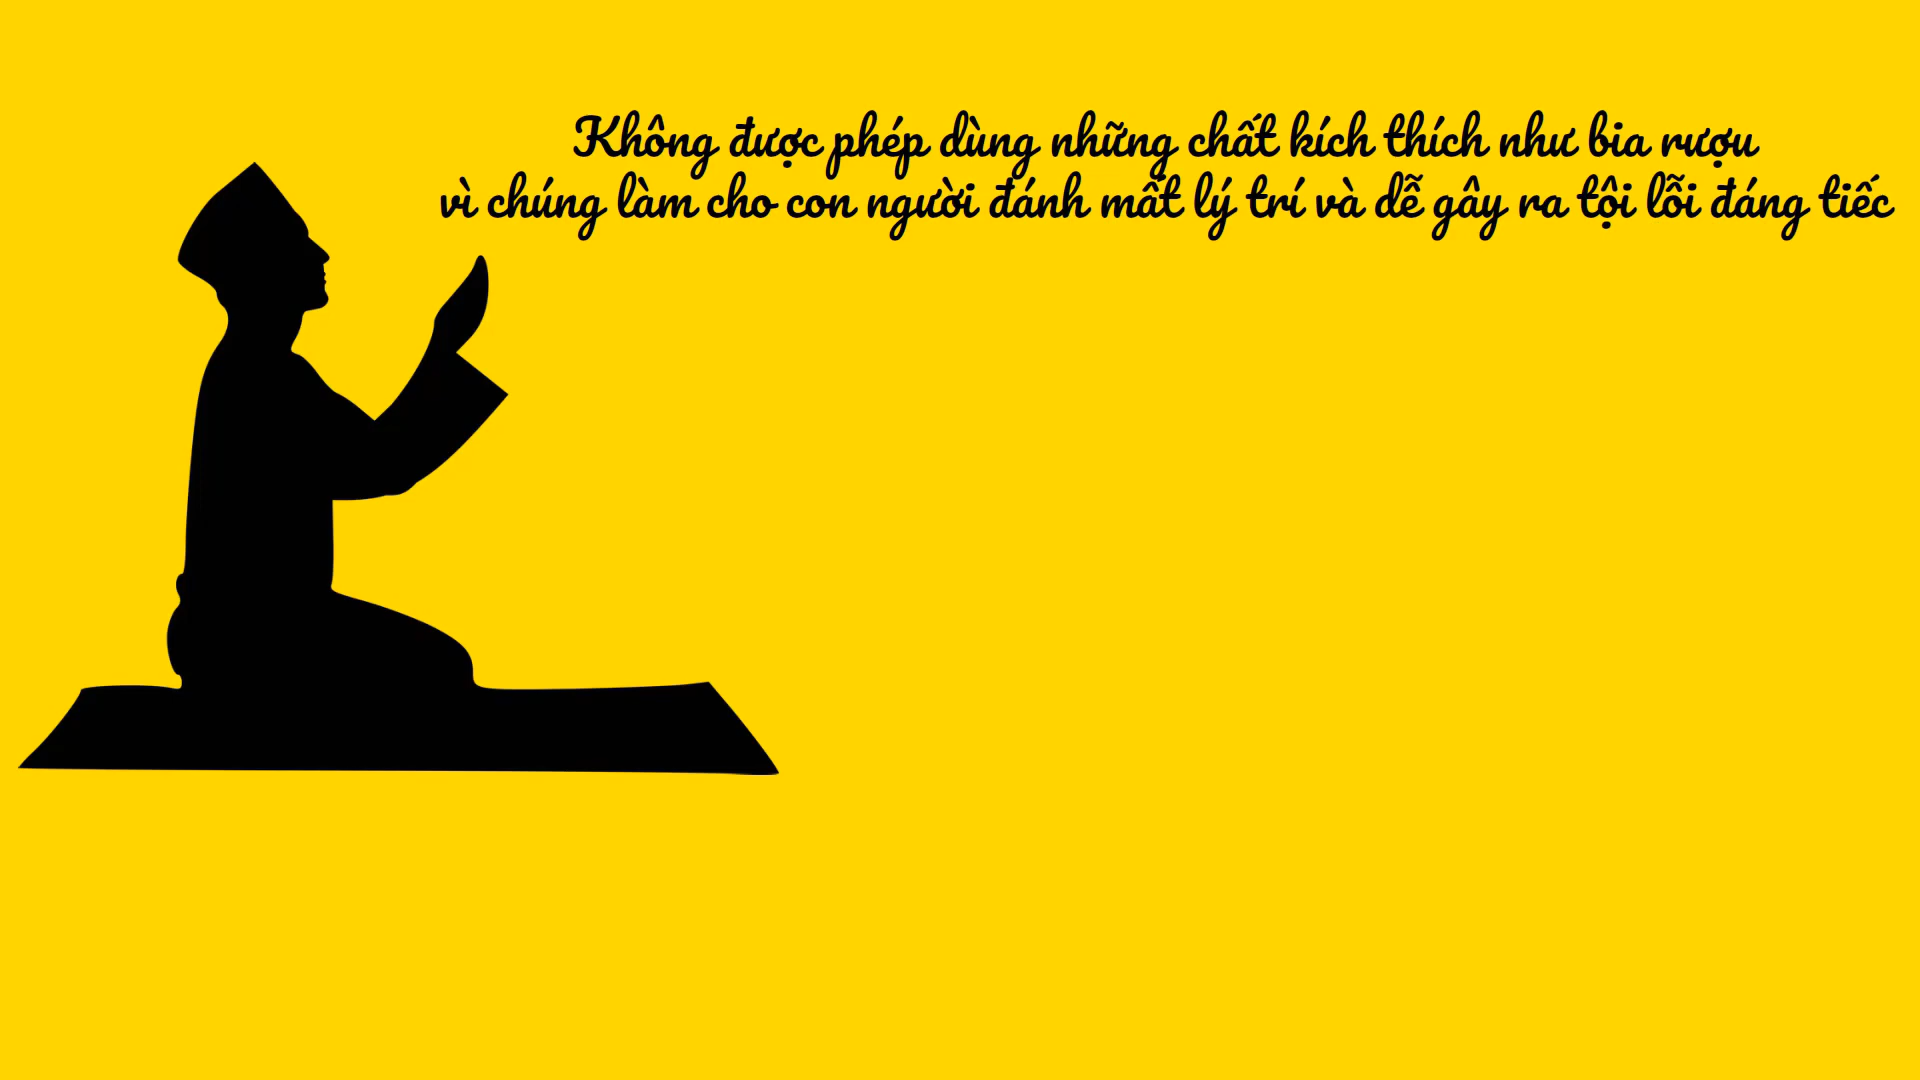 Không được phép dùng những chất kích thích như bia rượu
vì chúng làm cho con người đánh mất lý trí và dễ gây ra tội lỗi đáng tiếc